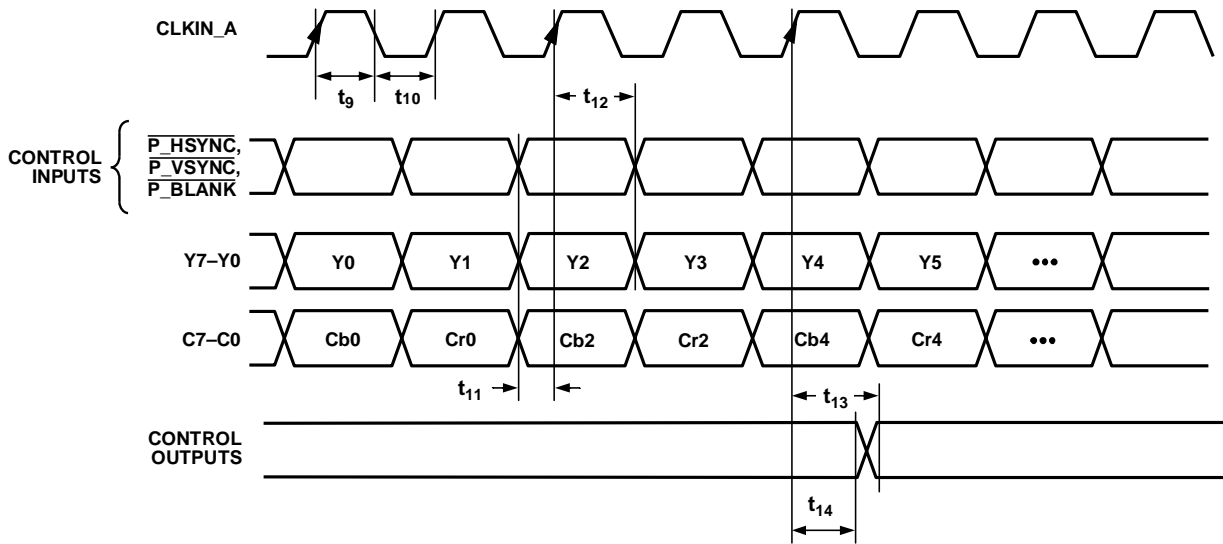 CLKIN_A
t9 t10 t12
CONTROL INPUTS
P_HSYNC,
P_VSYNC,
P_BLANK
Y7–Y0 Y0 Y1 Y2 Y3 Y4 Y5 •••
C7–C0 Cb0 Cr0 Cb2 Cr2 Cb4 Cr4 •••
t11 t13
CONTROL
OUTPUTS
t14